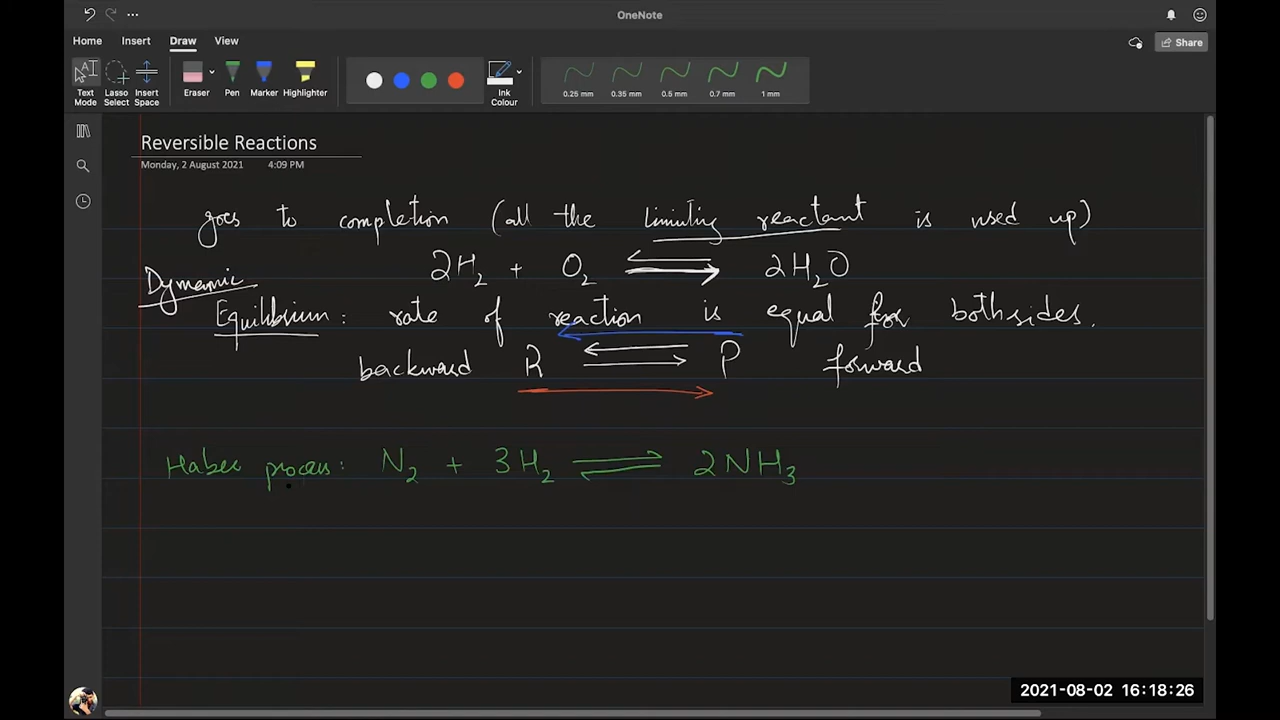 OneNote
Home Insert Draw View
Share
Text Mode
Lasso Select
Insert Space
Eraser
Pen
Marker
Highlighter
Ink Colour
0.25 mm 0.35 mm 0.5 mm 0.7 mm 1 mm
Reversible Reactions
Monday, 2 August 2021 4:09 PM
goes to completion (all the limiting reactant is used up)
2H₂ + O₂ ⇌ 2H₂O
Dynamic
Equilibrium: rate of reaction is equal for both sides.
backward R ⇌ P forward
Haber process: N₂ + 3H₂ ⇌ 2NH₃
2021-08-02 16:18:26